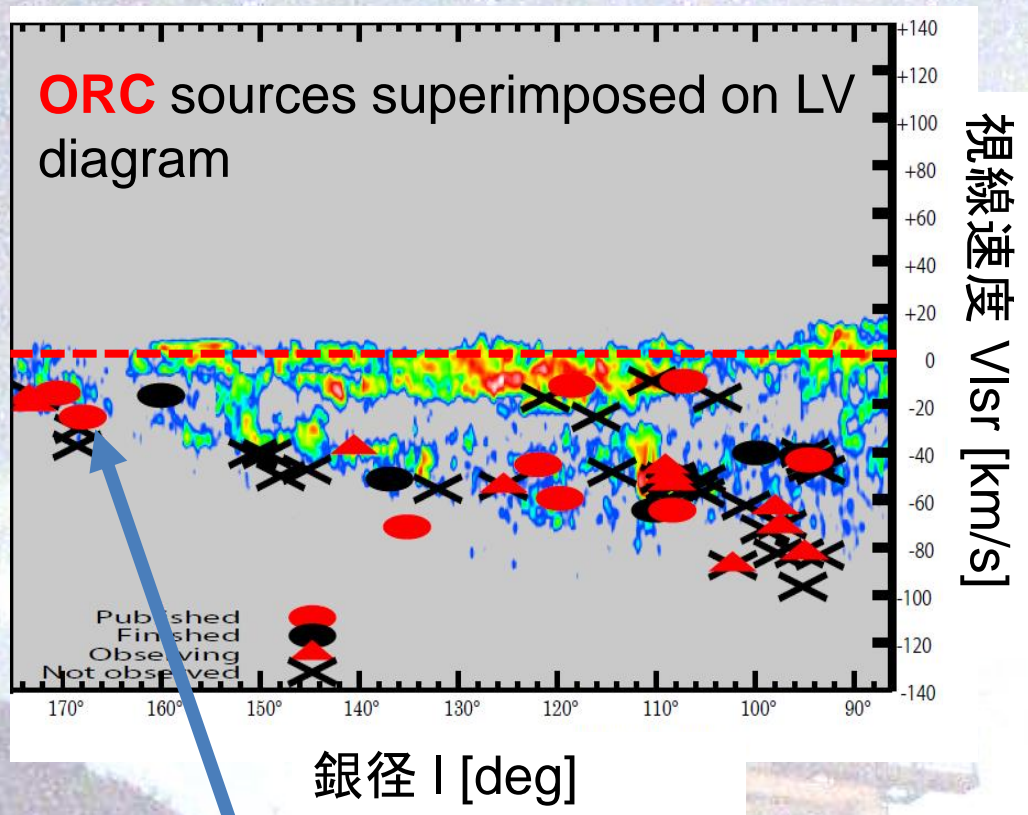 ORC sources superimposed on LV
diagram
+140
+120
+100
+80
+60
+40
+20
0
-20
-40
-60
-80
-100
-120
-140
視線速度 Vlsr [km/s]
Published
Finished
Observing
Not observed
170° 160° 150° 140° 130° 120° 110° 100° 90°
銀径 l [deg]